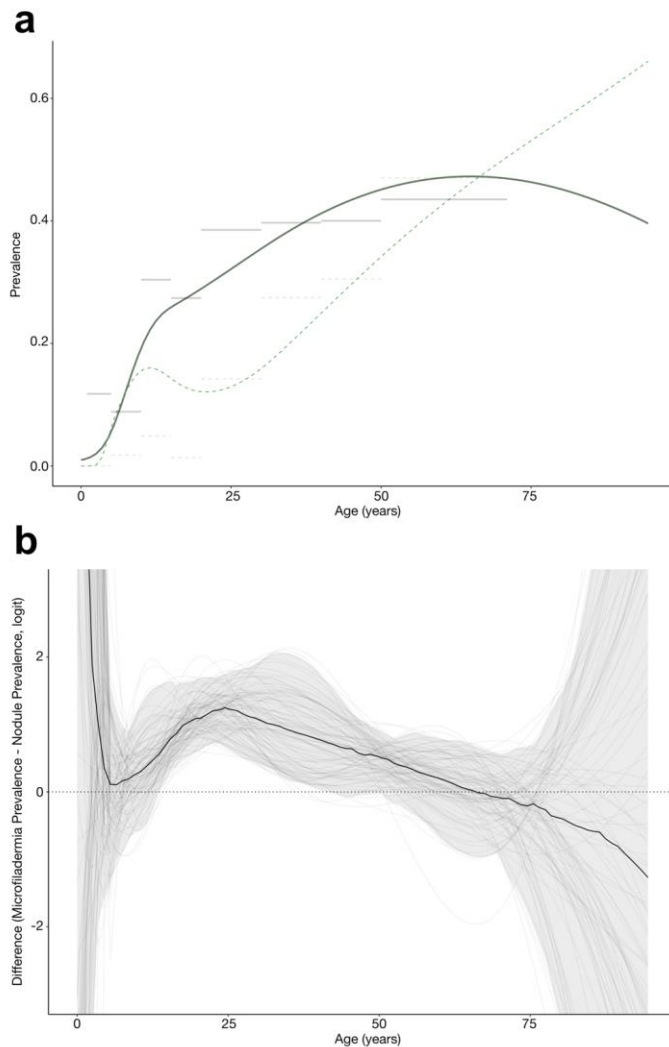 a
Prevalence
0.6
0.4
0.2
0.0
0
25
50
75
Age (years)
b
Difference (Microfiladermia Prevalence - Nodule Prevalence, logit)
2
0
-2
0
25
50
75
Age (years)